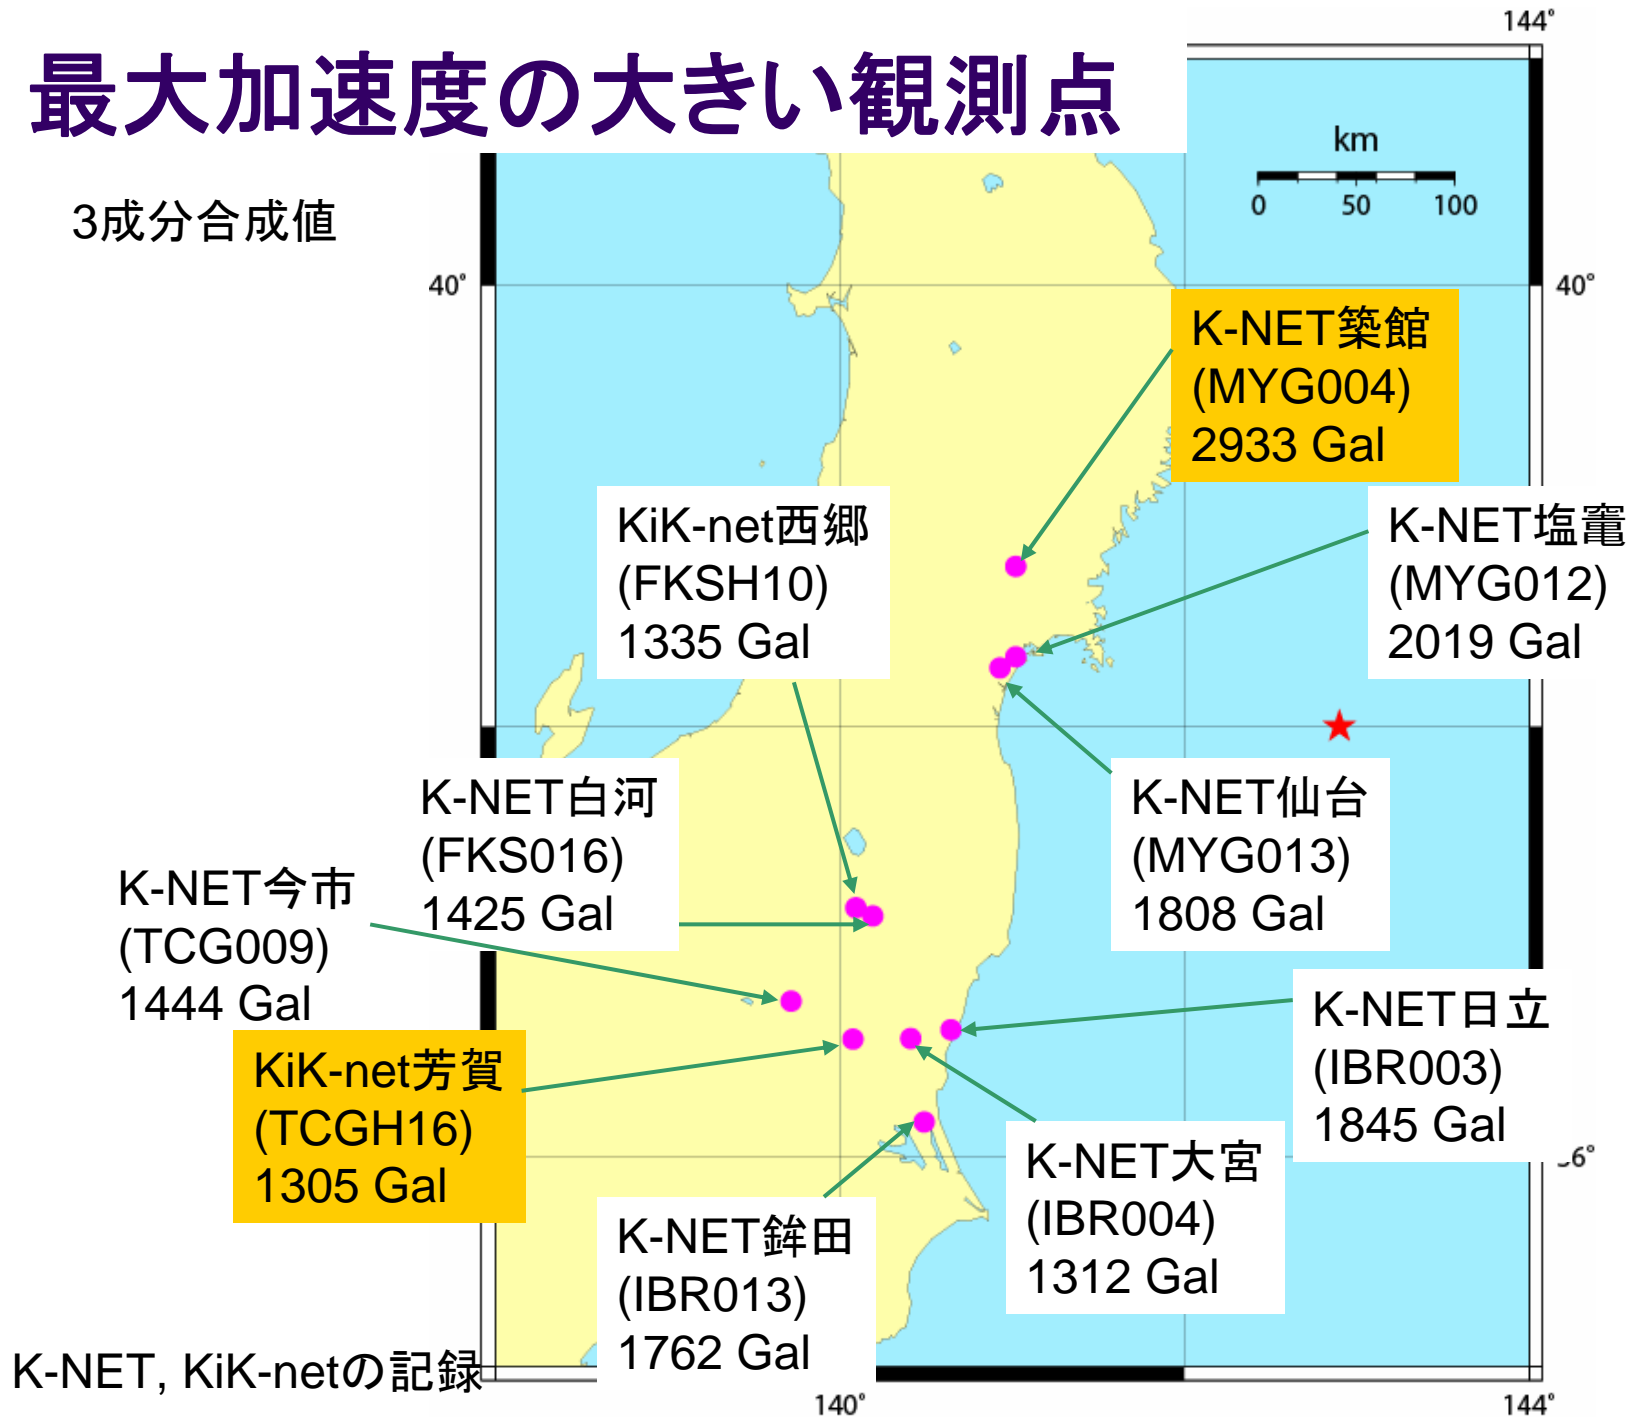 最大加速度の大きい観測点
3成分合成値
144°
km
0 50 100
40°
40°
K-NET築館
(MYG004)
2933 Gal
KiK-net西郷
(FKSH10)
1335 Gal
K-NET塩竈
(MYG012)
2019 Gal
K-NET白河
(FKS016)
1425 Gal
K-NET仙台
(MYG013)
1808 Gal
K-NET今市
(TCG009)
1444 Gal
K-NET日立
(IBR003)
1845 Gal
KiK-net芳賀
(TCGH16)
1305 Gal
K-NET大宮
(IBR004)
1312 Gal
K-NET鉾田
(IBR013)
1762 Gal
K-NET, KiK-netの記録
140°
144°